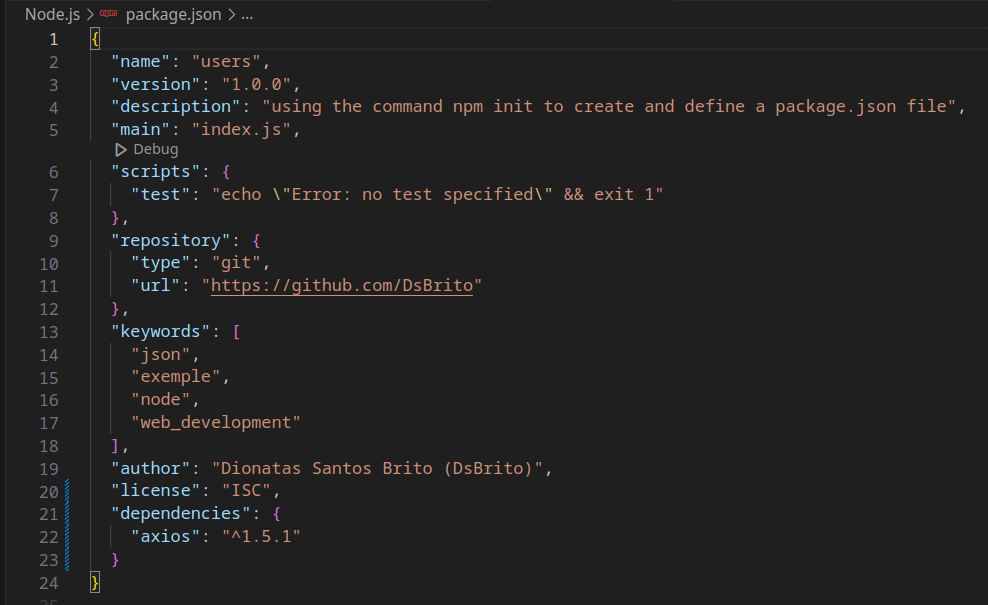 Node.js > package.json > ...
1 {
2 "name": "users",
3 "version": "1.0.0",
4 "description": "using the command npm init to create and define a package.json file",
5 "main": "index.js",
Debug
6 "scripts": {
7 "test": "echo \"Error: no test specified\" && exit 1"
8 },
9 "repository": {
10 "type": "git",
11 "url": "https://github.com/DsBrito"
12 },
13 "keywords": [
14 "json",
15 "exemple",
16 "node",
17 "web_development"
18 ],
19 "author": "Dionatas Santos Brito (DsBrito)",
20 "license": "ISC",
21 "dependencies": {
22 "axios": "^1.5.1"
23 }
24 }